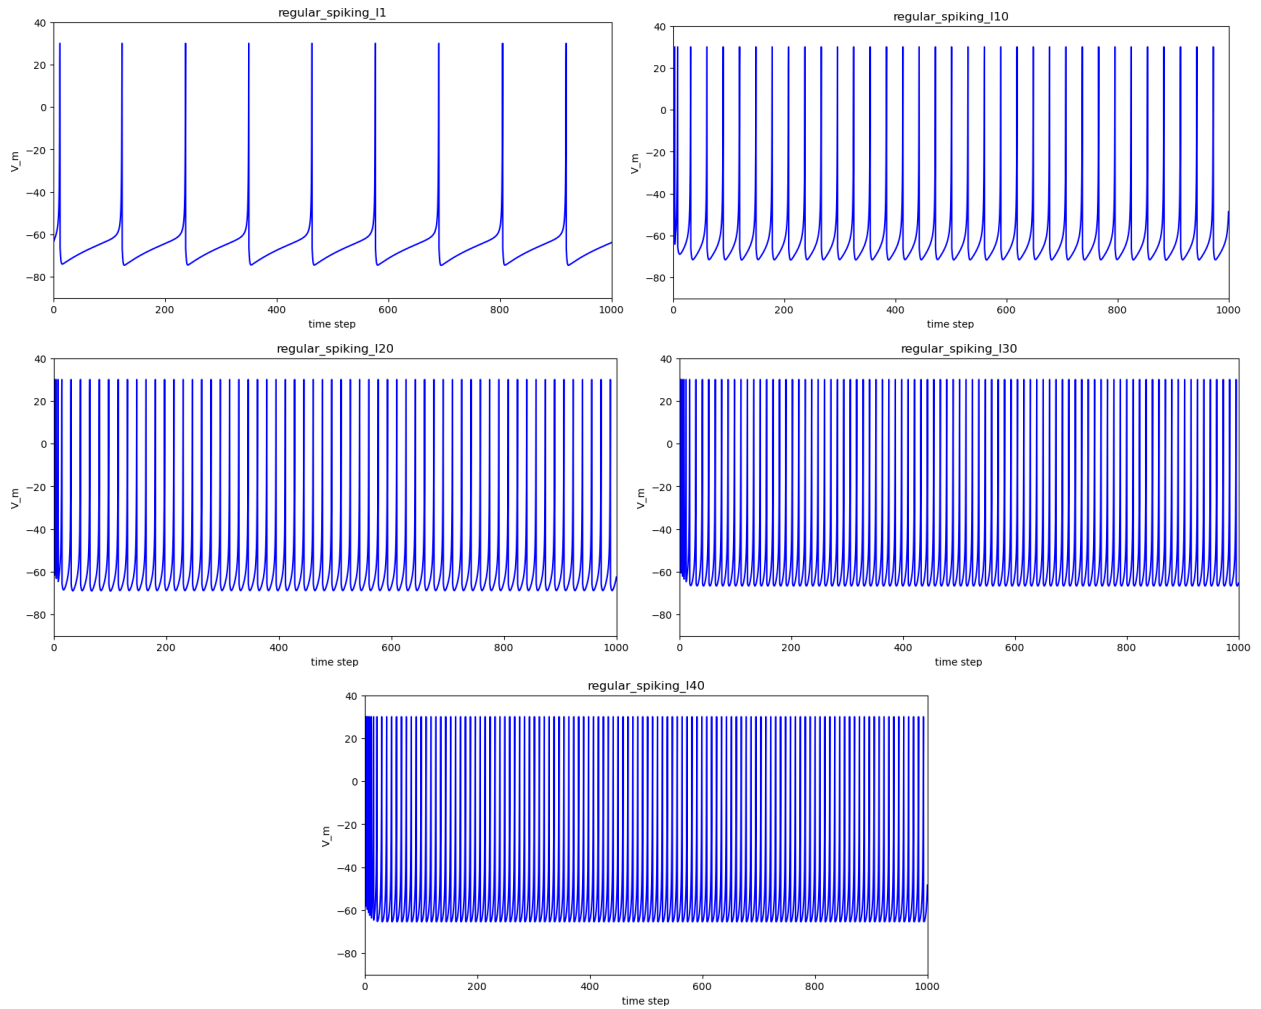 regular_spiking_I1
40
20
0
−20
−40
−60
−80
V_m
0 200 400 600 800 1000
time step
regular_spiking_I10
40
20
0
−20
−40
−60
−80
V_m
0 200 400 600 800 1000
time step
regular_spiking_I20
40
20
0
−20
−40
−60
−80
V_m
0 200 400 600 800 1000
time step
regular_spiking_I30
40
20
0
−20
−40
−60
−80
V_m
0 200 400 600 800 1000
time step
regular_spiking_I40
40
20
0
−20
−40
−60
−80
V_m
0 200 400 600 800 1000
time step